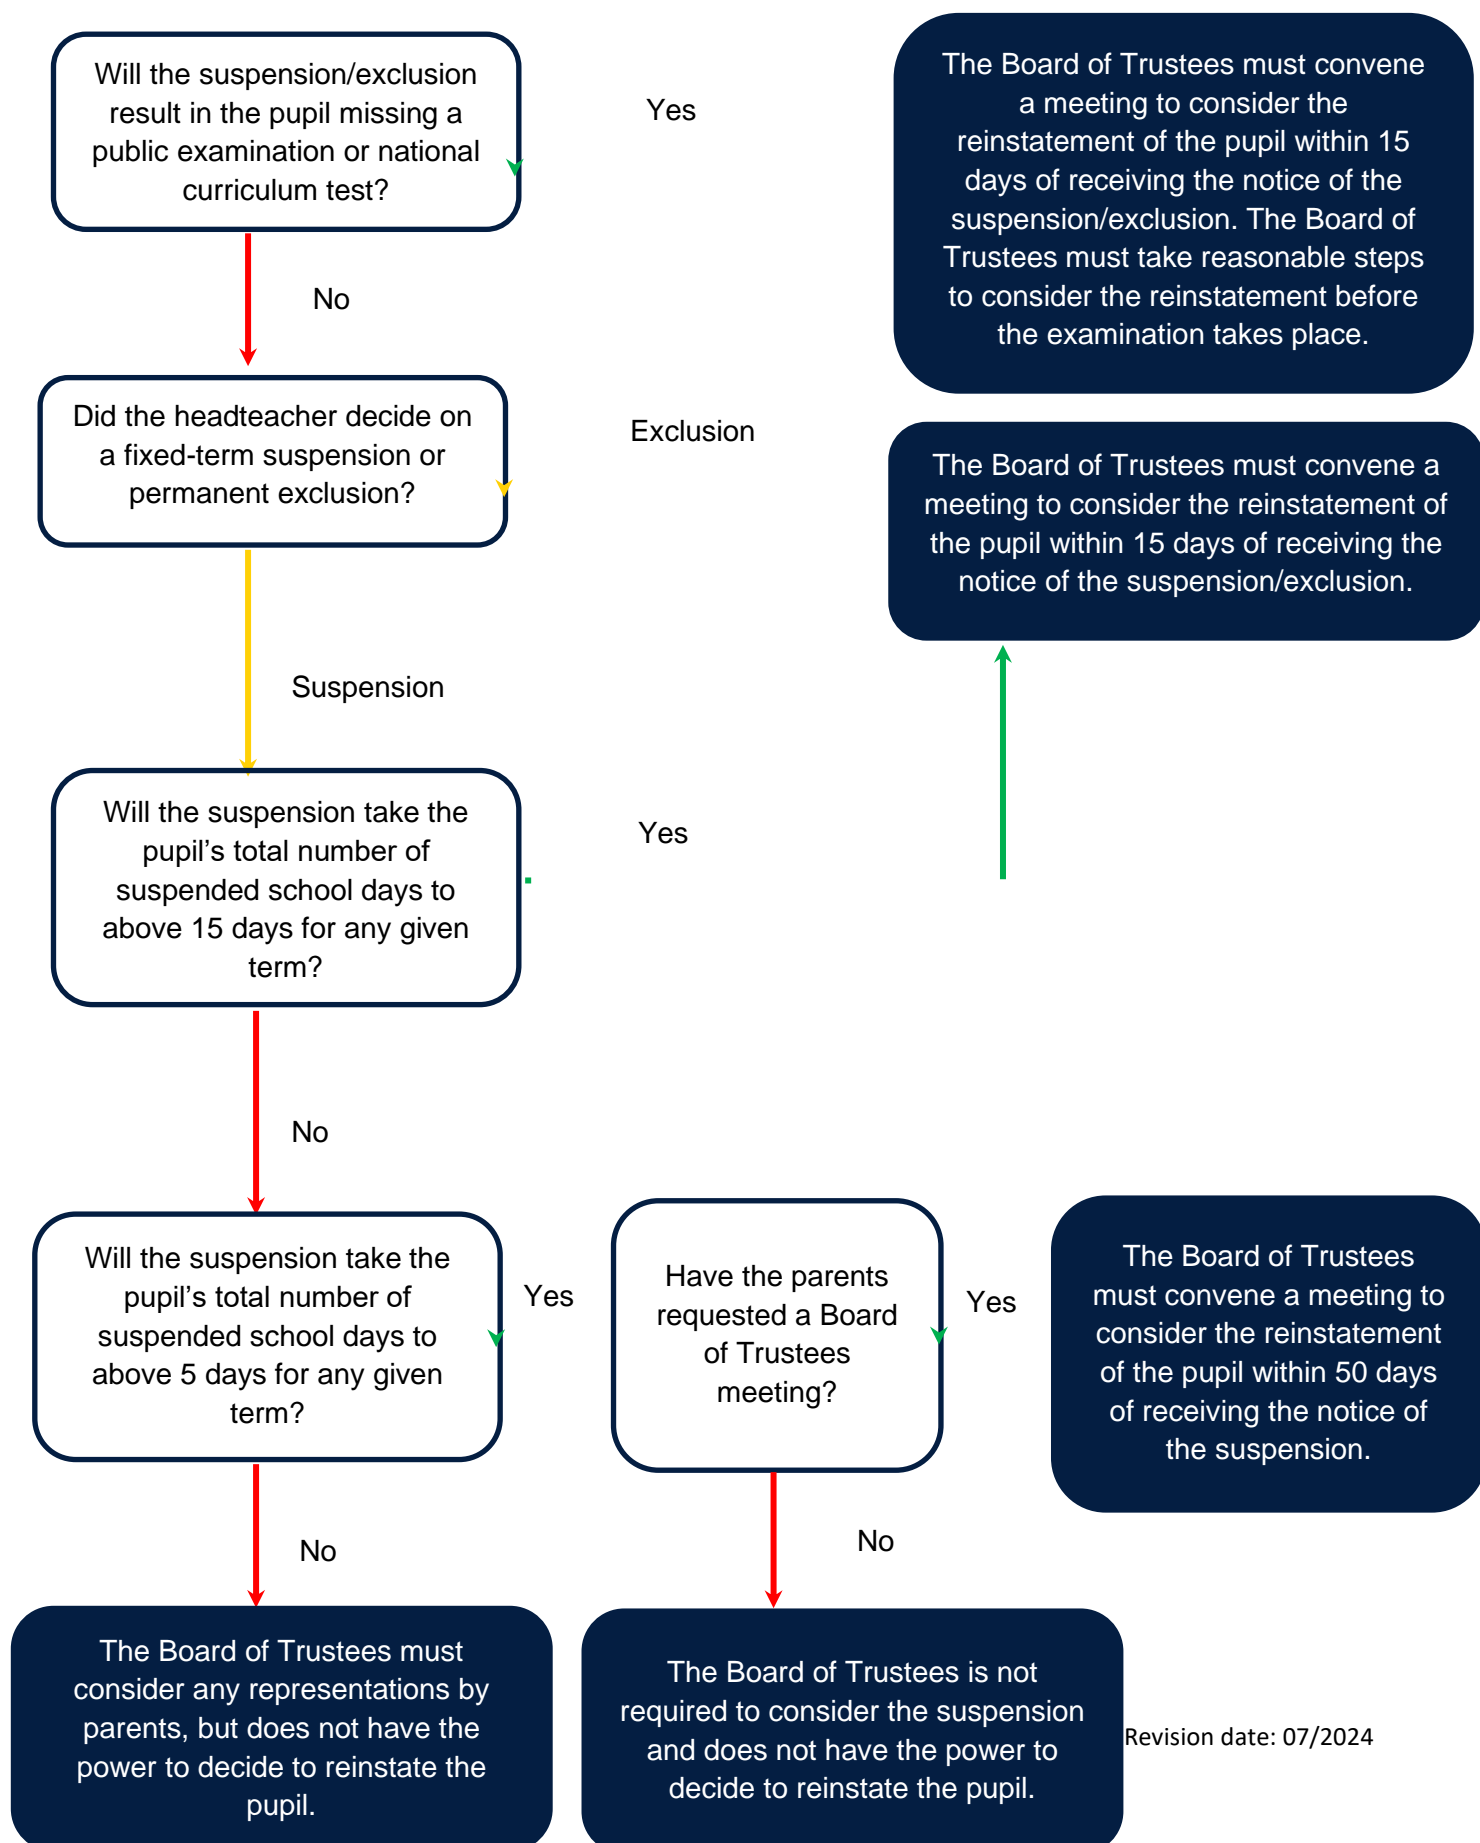 Will the suspension/exclusion
result in the pupil missing a
public examination or national
curriculum test?
Yes
The Board of Trustees must convene
a meeting to consider the
reinstatement of the pupil within 15
days of receiving the notice of the
suspension/exclusion. The Board of
Trustees must take reasonable steps
to consider the reinstatement before
the examination takes place.
No
Did the headteacher decide on
a fixed-term suspension or
permanent exclusion?
Exclusion
The Board of Trustees must convene a
meeting to consider the reinstatement of
the pupil within 15 days of receiving the
notice of the suspension/exclusion.
Suspension
Will the suspension take the
pupil’s total number of
suspended school days to
above 15 days for any given
term?
Yes
No
Will the suspension take the
pupil’s total number of
suspended school days to
above 5 days for any given
term?
Yes
Have the parents
requested a Board
of Trustees
meeting?
Yes
The Board of Trustees
must convene a meeting to
consider the reinstatement
of the pupil within 50 days
of receiving the notice of
the suspension.
No
No
The Board of Trustees must
consider any representations by
parents, but does not have the
power to decide to reinstate the
pupil.
The Board of Trustees is not
required to consider the suspension
and does not have the power to
decide to reinstate the pupil.
Revision date: 07/2024